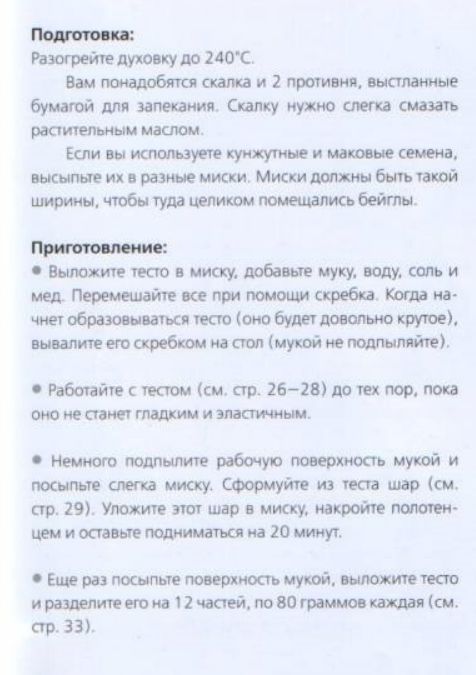 Подготовка:
Разогрейте духовку до 240°С.
Вам понадобятся скалка и 2 противня, выстланные
бумагой для запекания. Скалку нужно слегка смазать
растительным маслом.
Если вы используете кунжутные и маковые семена,
высыпьте их в разные миски. Миски должны быть такой
ширины, чтобы туда целиком помещались бейглы.
Приготовление:
● Выложите тесто в миску, добавьте муку, воду, соль и
мед. Перемешайте все при помощи скребка. Когда на-
чнет образовываться тесто (оно будет довольно крутое),
вывалите его скребком на стол (мукой не подпыляйте).
● Работайте с тестом (см. стр. 26–28) до тех пор, пока
оно не станет гладким и эластичным.
● Немного подпылите рабочую поверхность мукой и
посыпьте слегка миску. Сформуйте из теста шар (см.
стр. 29). Уложите этот шар в миску, накройте полотен-
цем и оставьте подниматься на 20 минут.
● Еще раз посыпьте поверхность мукой, выложите тесто
и разделите его на 12 частей, по 80 граммов каждая (см.
стр. 33).